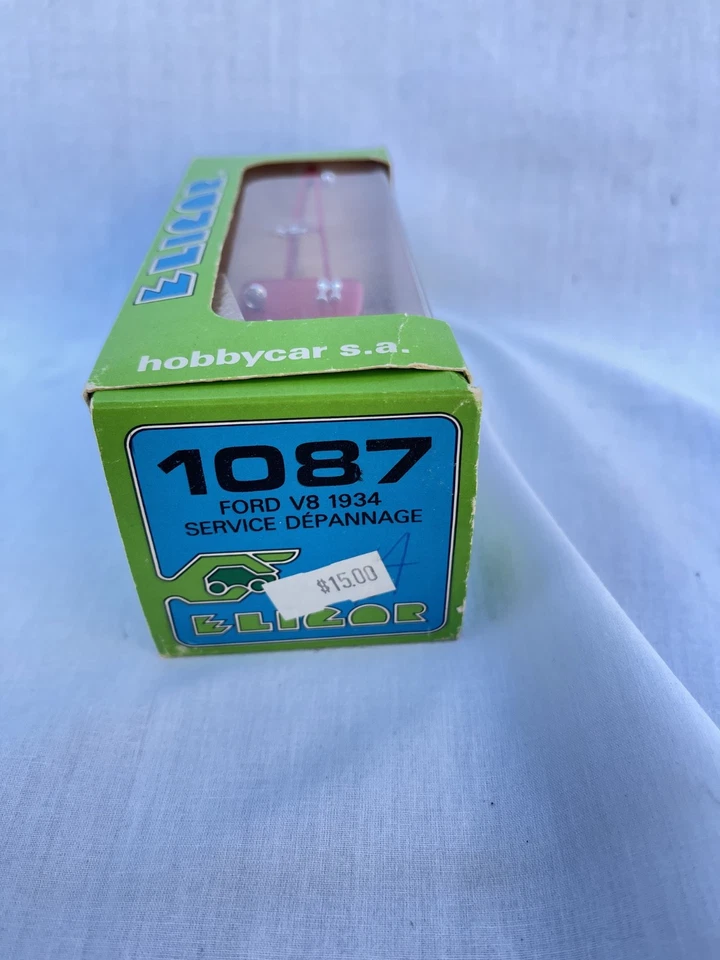 ELIGOR
hobbycar s.a.
1087
FORD V8 1934
SERVICE DÉPANNAGE
A
$15.00
ELIGOR